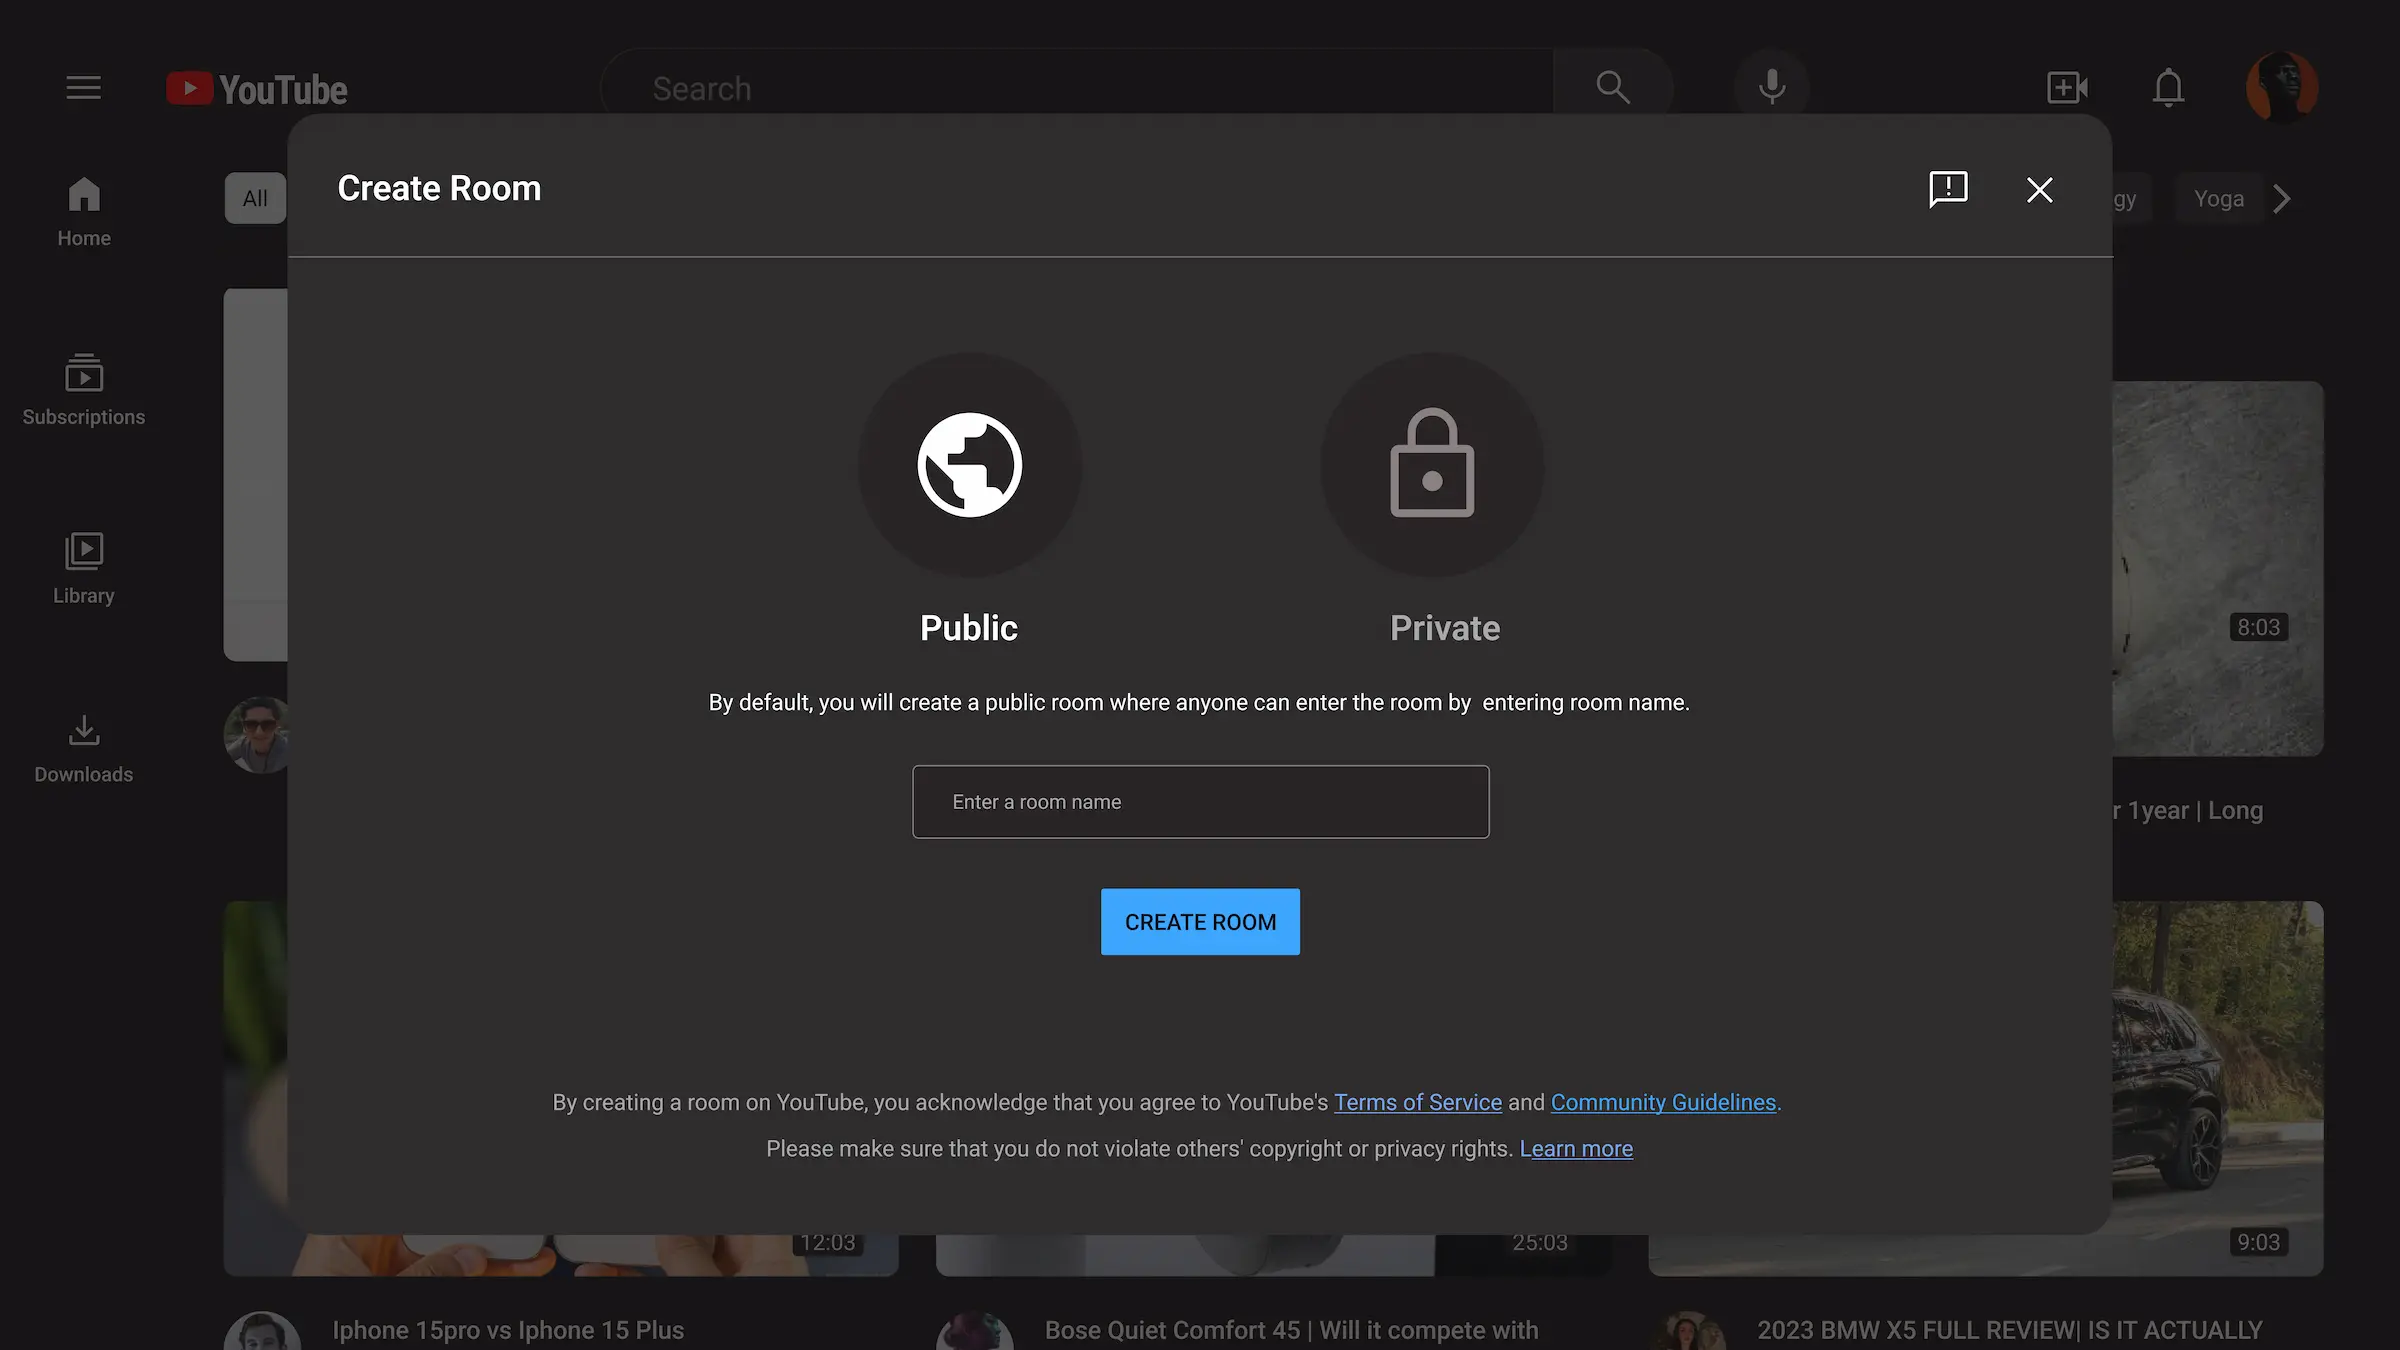 YouTube
Search
Create Room
All
gy
Yoga
Home
Subscriptions
Library
Downloads
Public
Private
8:03
By default, you will create a public room where anyone can enter the room by  entering room name.
Enter a room name
r 1year | Long
CREATE ROOM
By creating a room on YouTube, you acknowledge that you agree to YouTube's Terms of Service and Community Guidelines.
Please make sure that you do not violate others' copyright or privacy rights. Learn more
12:03
25:03
9:03
Iphone 15pro vs Iphone 15 Plus
Bose Quiet Comfort 45 | Will it compete with
2023 BMW X5 FULL REVIEW| IS IT ACTUALLY